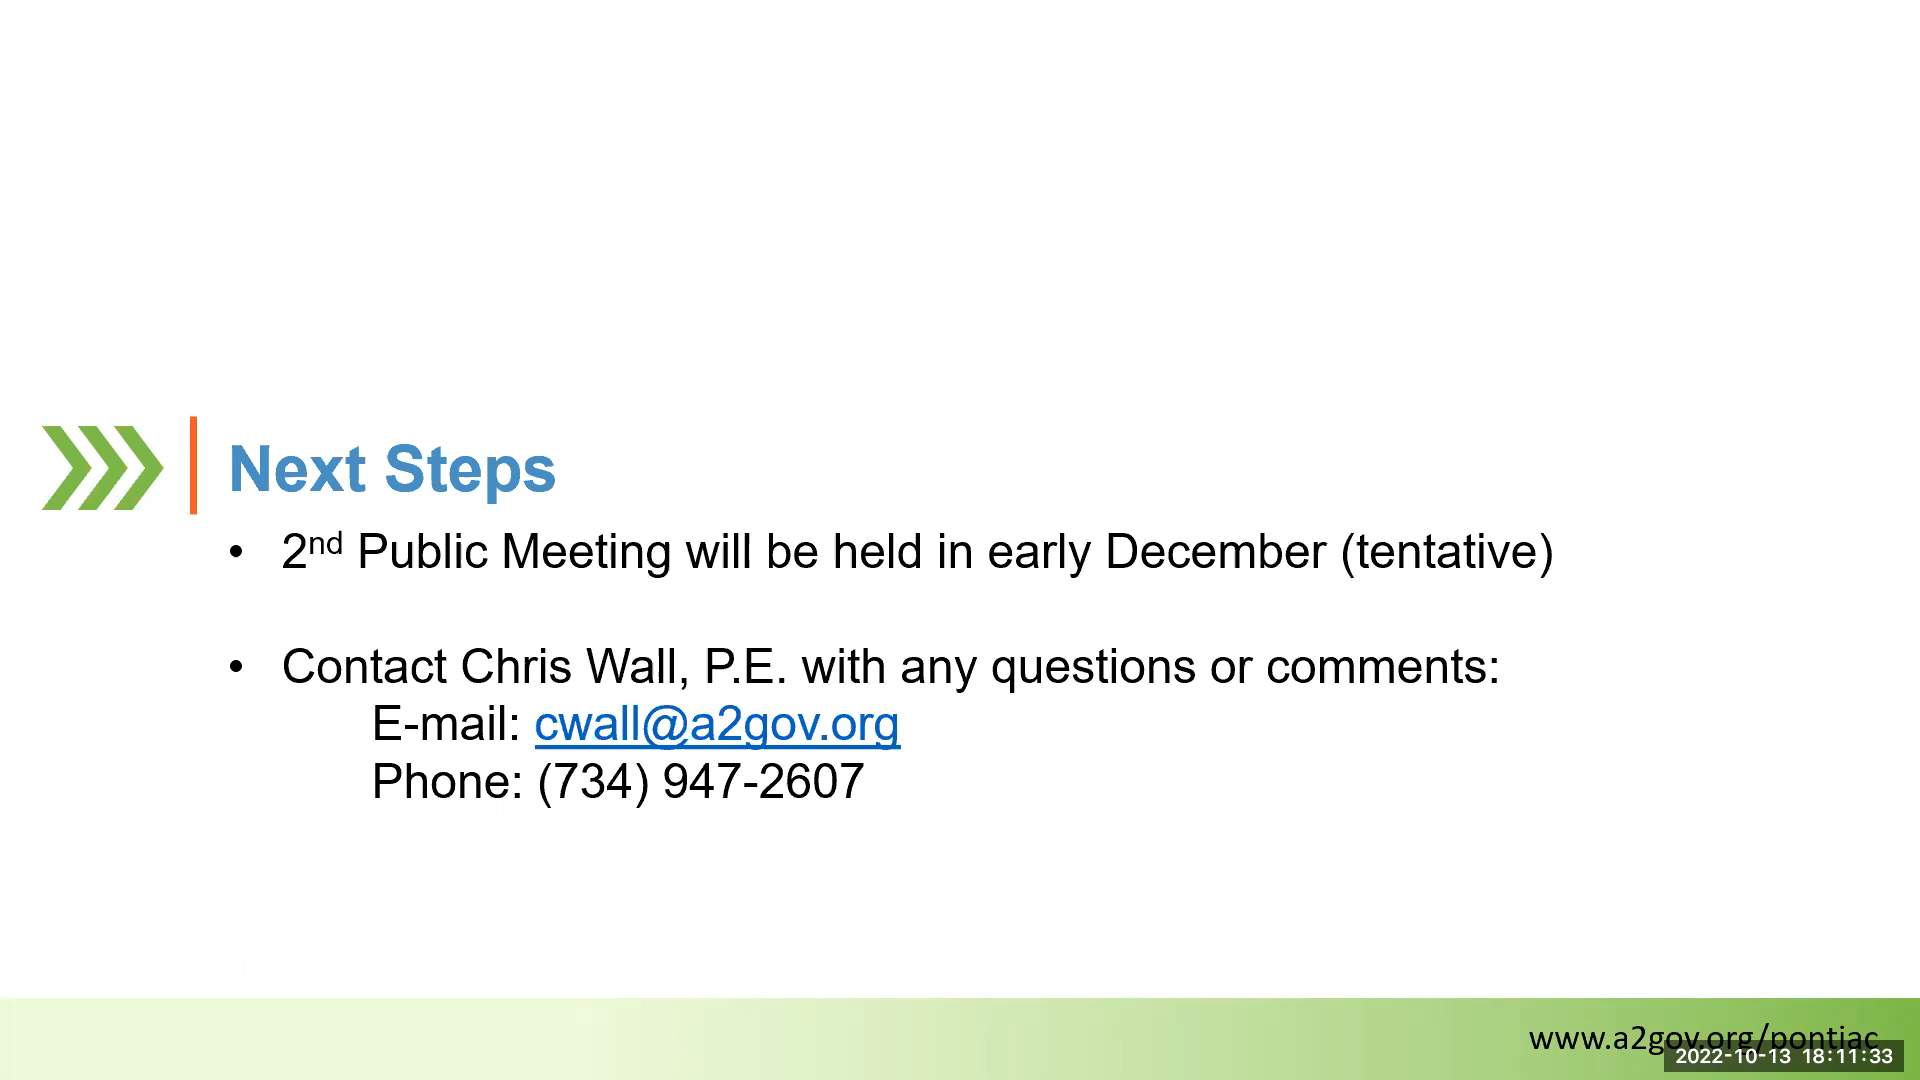 Next Steps
• 2nd Public Meeting will be held in early December (tentative)
• Contact Chris Wall, P.E. with any questions or comments:
E-mail: cwall@a2gov.org
Phone: (734) 947-2607
www.a2gov.org/pontiac
2022-10-13 18:11:33